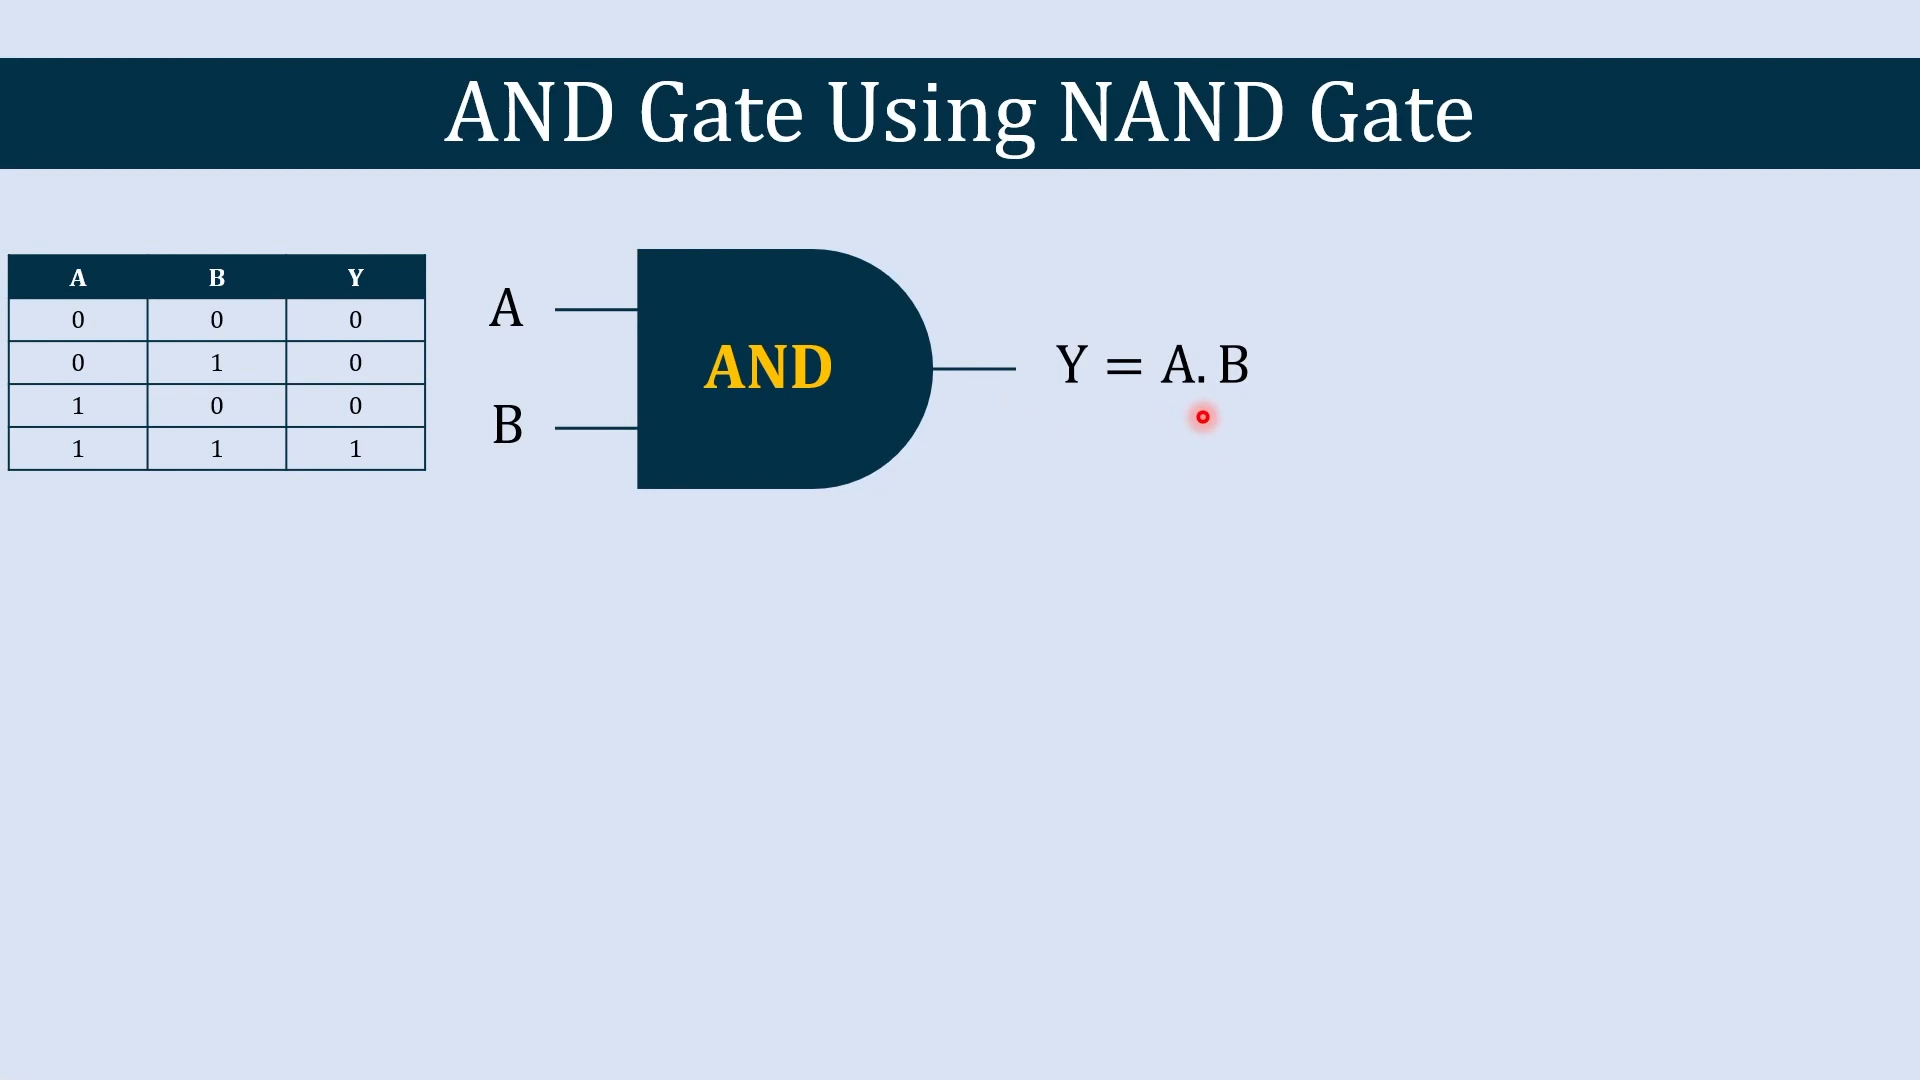 AND Gate Using NAND Gate
A B Y
0 0 0
0 1 0
1 0 0
1 1 1
A
B
AND
Y = A. B